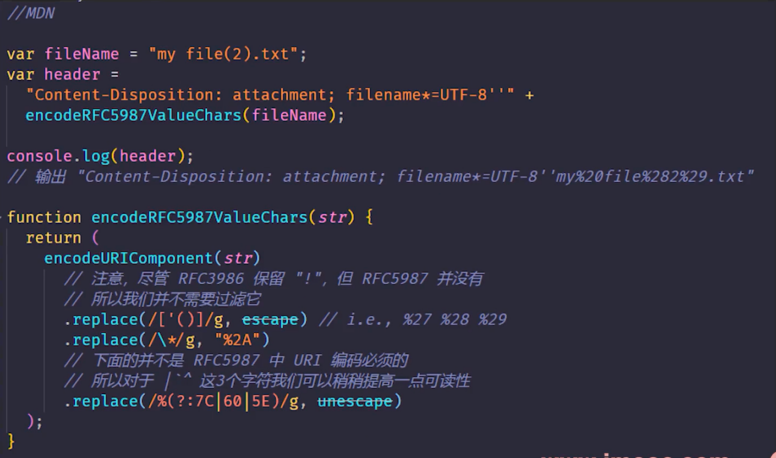 //MDN
var fileName = "my file(2).txt";
var header =
"Content-Disposition: attachment; filename*=UTF-8''" +
encodeRFC5987ValueChars(fileName);
console.log(header);
// 输出 "Content-Disposition: attachment; filename*=UTF-8''my%20file%282%29.txt"
function encodeRFC5987ValueChars(str) {
return (
encodeURIComponent(str)
// 注意, 尽管 RFC3986 保留 "!", 但 RFC5987 并没有
// 所以我们并不需要过滤它
.replace(/['()]/g, escape) // i.e., %27 %28 %29
.replace(/\*/g, "%2A")
// 下面的并不是 RFC5987 中 URI 编码必须的
// 所以对于 |`^ 这3个字符我们可以稍稍提高一点可读性
.replace(/%(?:7C|60|5E)/g, unescape)
);
}